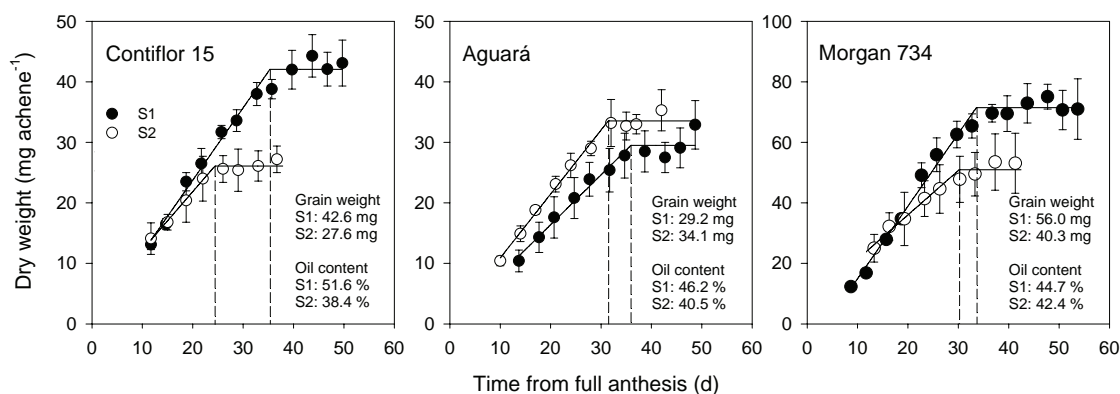 Dry weight (mg achene-1)
50
40
30
20
10
0
Contiflor 15
S1
S2
Grain weight
S1: 42.6 mg
S2: 27.6 mg
Oil content
S1: 51.6 %
S2: 38.4 %
0 10 20 30 40 50 60
50
40
30
20
10
0
Aguará
Grain weight
S1: 29.2 mg
S2: 34.1 mg
Oil content
S1: 46.2 %
S2: 40.5 %
0 10 20 30 40 50 60
100
80
60
40
20
0
Morgan 734
Grain weight
S1: 56.0 mg
S2: 40.3 mg
Oil content
S1: 44.7 %
S2: 42.4 %
0 10 20 30 40 50 60
Time from full anthesis (d)